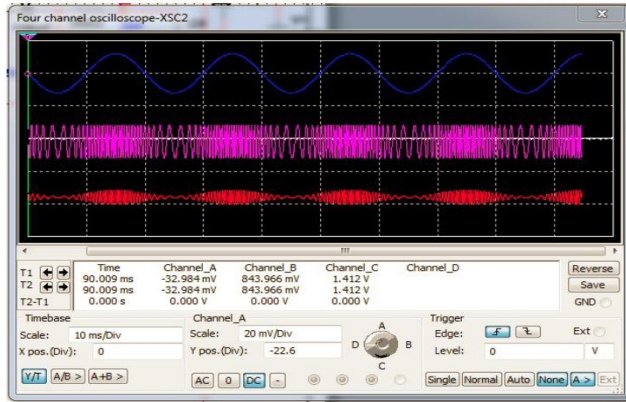 Four channel oscilloscope-XSC2
Time Channel_A Channel_B Channel_C Channel_D
T1 90.009 ms -32.984 mV 843.966 mV 1.412 V
T2 90.009 ms -32.984 mV 843.966 mV 1.412 V
T2-T1 0.000 s 0.000 V 0.000 V 0.000 V
Reverse
Save
GND
Timebase
Scale: 10 ms/Div
X pos.(Div): 0
Y/T A/B > A+B >
Channel_A
Scale: 20 mV/Div
Y pos.(Div): -22.6
AC 0 DC -
A
D B
C
Trigger
Edge: Ext
Level: 0 V
Single Normal Auto None A > Ext